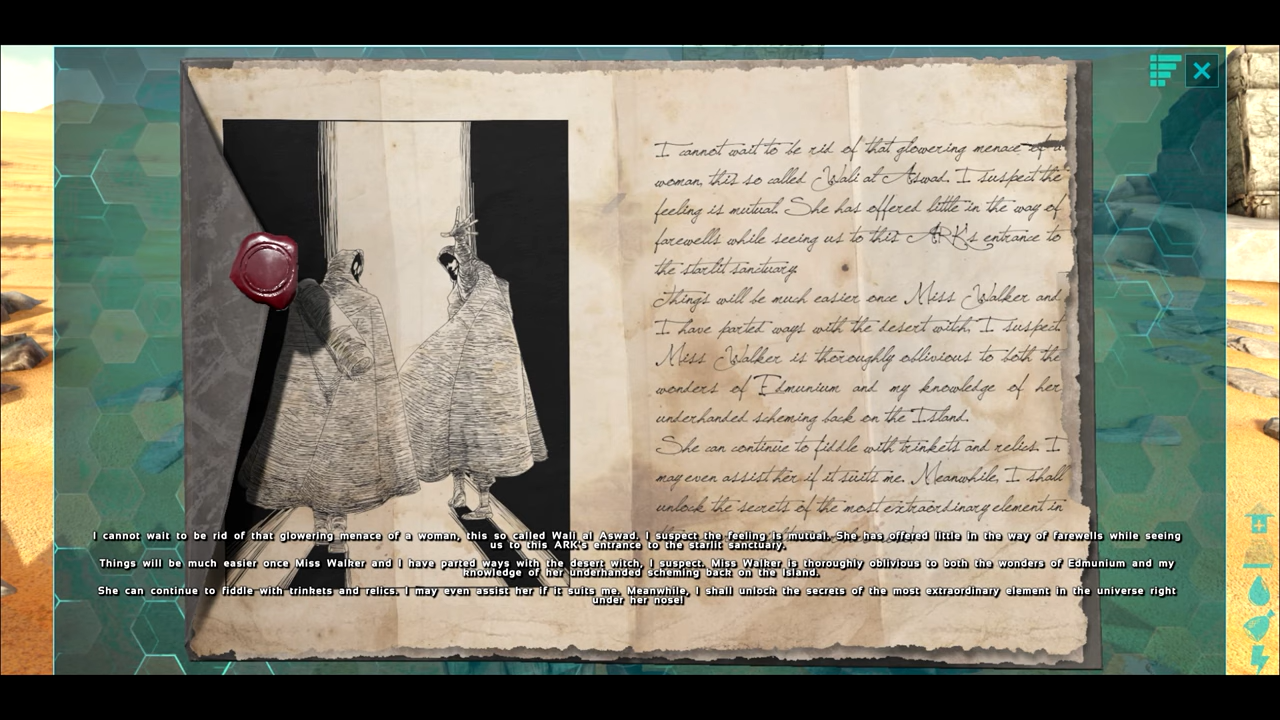 I cannot wait to be rid of that glowering menace of a
woman, this so called Wali al Aswad. I suspect the
feeling is mutual. She has offered little in the way of
farewells while seeing us to this ARK's entrance to
the starlit sanctuary.
Things will be much easier once Miss Walker and
I have parted ways with the desert witch, I suspect.
Miss Walker is thoroughly oblivious to both the
wonders of Edmunium and my knowledge of her
underhanded scheming back on the Island.
She can continue to fiddle with trinkets and relics. I
may even assist her if it suits me. Meanwhile, I shall
unlock the secrets of the most extraordinary element in
I cannot wait to be rid of that glowering menace of a woman, this so called Wali al Aswad. I suspect the feeling is mutual. She has offered little in the way of farewells while seeing
us to this ARK's entrance to the starlit sanctuary.
Things will be much easier once Miss Walker and I have parted ways with the desert witch, I suspect. Miss Walker is thoroughly oblivious to both the wonders of Edmunium and my
knowledge of her underhanded scheming back on the Island.
She can continue to fiddle with trinkets and relics. I may even assist her if it suits me. Meanwhile, I shall unlock the secrets of the most extraordinary element in the universe right
under her nose!